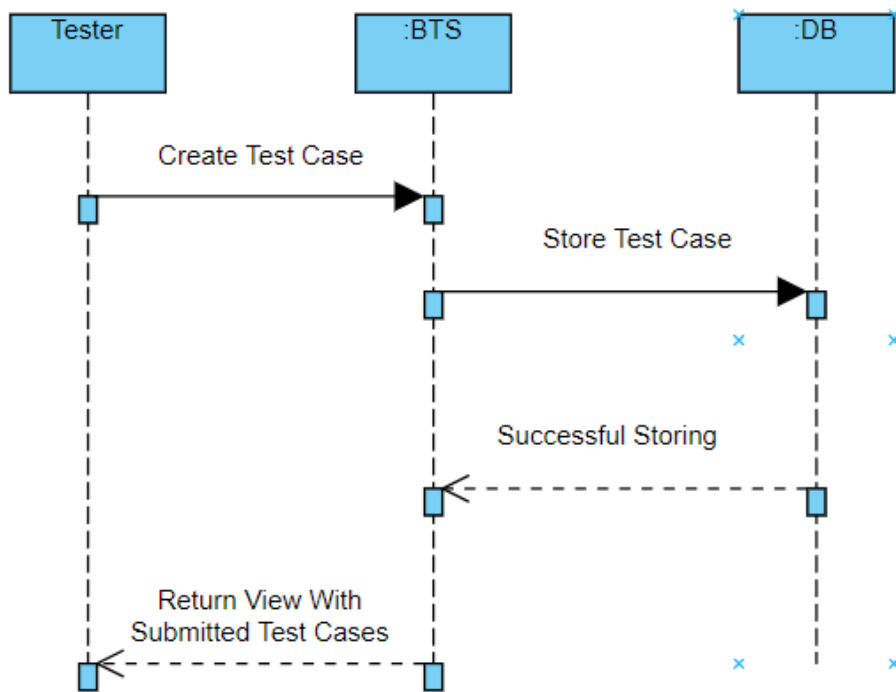 Tester
:BTS
:DB
Create Test Case
Store Test Case
Successful Storing
Return View With
Submitted Test Cases